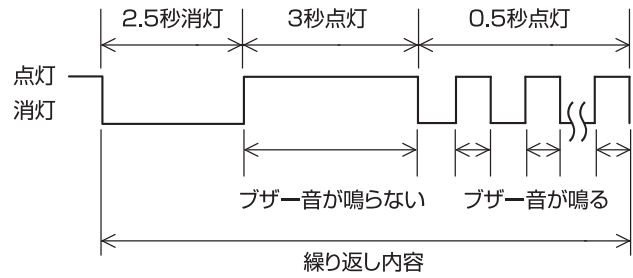 2.5秒消灯 3秒点灯 0.5秒点灯
点灯
消灯
ブザー音が鳴らない ブザー音が鳴る
繰り返し内容